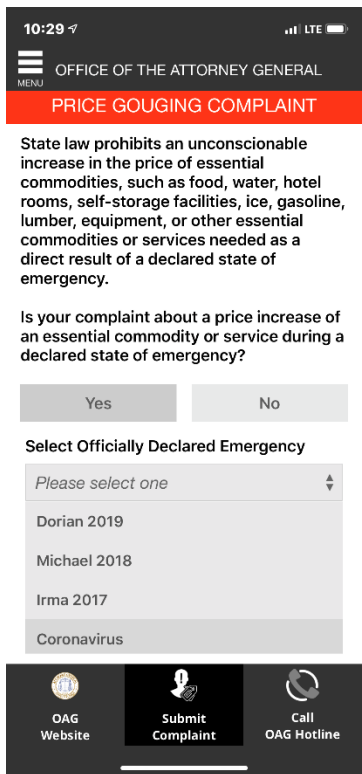 10:29
LTE
MENU
OFFICE OF THE ATTORNEY GENERAL
PRICE GOUGING COMPLAINT
State law prohibits an unconscionable
increase in the price of essential
commodities, such as food, water, hotel
rooms, self-storage facilities, ice, gasoline,
lumber, equipment, or other essential
commodities or services needed as a
direct result of a declared state of
emergency.
Is your complaint about a price increase of
an essential commodity or service during a
declared state of emergency?
Yes
No
Select Officially Declared Emergency
Please select one
Dorian 2019
Michael 2018
Irma 2017
Coronavirus
OAG
Website
Submit
Complaint
Call
OAG Hotline